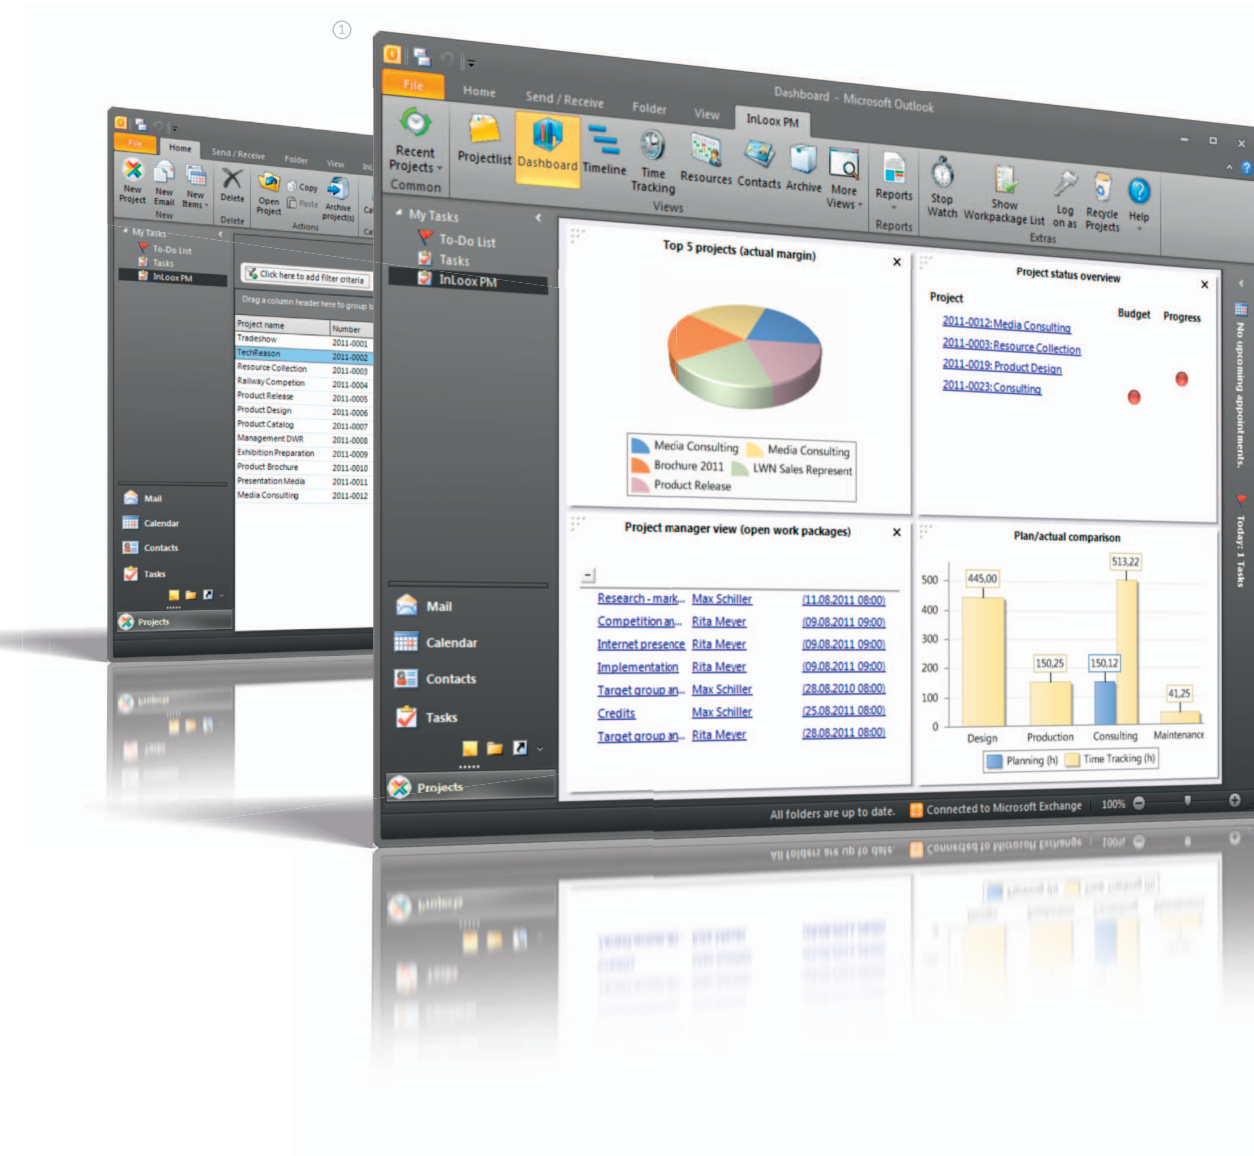 1
File
Home
Send / Receive
Folder
View
New Project
New Email
New Items
New
Delete
Delete
Open Project
Copy
Paste
Archive project(s)
Actions
My Tasks
To-Do List
Tasks
InLoox PM
Click here to add filter criteria
Drag a column header here to group
Project name Number
Tradeshow 2011-0001
TechReason 2011-0002
Resource Collection 2011-0003
Railway Competion 2011-0004
Product Release 2011-0005
Product Design 2011-0006
Product Catalog 2011-0007
Management DWR 2011-0008
Exhibition Preparation 2011-0009
Product Brochure 2011-0010
Presentation Media 2011-0011
Media Consulting 2011-0012
Mail
Calendar
Contacts
Tasks
Projects
Dashboard - Microsoft Outlook
File
Home
Send / Receive
Folder
View
InLoox PM
Recent Projects
Common
Projectlist
Dashboard
Timeline
Time Tracking
Resources
Contacts
Archive
More Views
Views
Reports
Reports
Stop Watch
Show Workpackage List
Log on as
Recycle Projects
Help
Extras
My Tasks
To-Do List
Tasks
InLoox PM
Mail
Calendar
Contacts
Tasks
Projects
Top 5 projects (actual margin)
Media Consulting
Media Consulting
Brochure 2011
LWN Sales Represent
Product Release
Project status overview
Project Budget Progress
2011-0012: Media Consulting
2011-0003: Resource Collection
2011-0019: Product Design
2011-0023: Consulting
Project manager view (open work packages)
Research - mark... Max Schiller (11.08.2011 08:00)
Competition an... Rita Meyer (09.08.2011 09:00)
Internet presence Rita Meyer (09.08.2011 09:00)
Implementation Rita Meyer (09.08.2011 09:00)
Target group an... Max Schiller (28.08.2010 08:00)
Credits Max Schiller (25.08.2011 08:00)
Target group an... Rita Meyer (28.08.2011 08:00)
Plan/actual comparison
500
400
300
200
100
0
445,00
150,25
150,12
513,22
41,25
Design Production Consulting Maintenance
Planning (h) Time Tracking (h)
No upcoming appointments.
Today: 1 Tasks
All folders are up to date.
Connected to Microsoft Exchange
100%